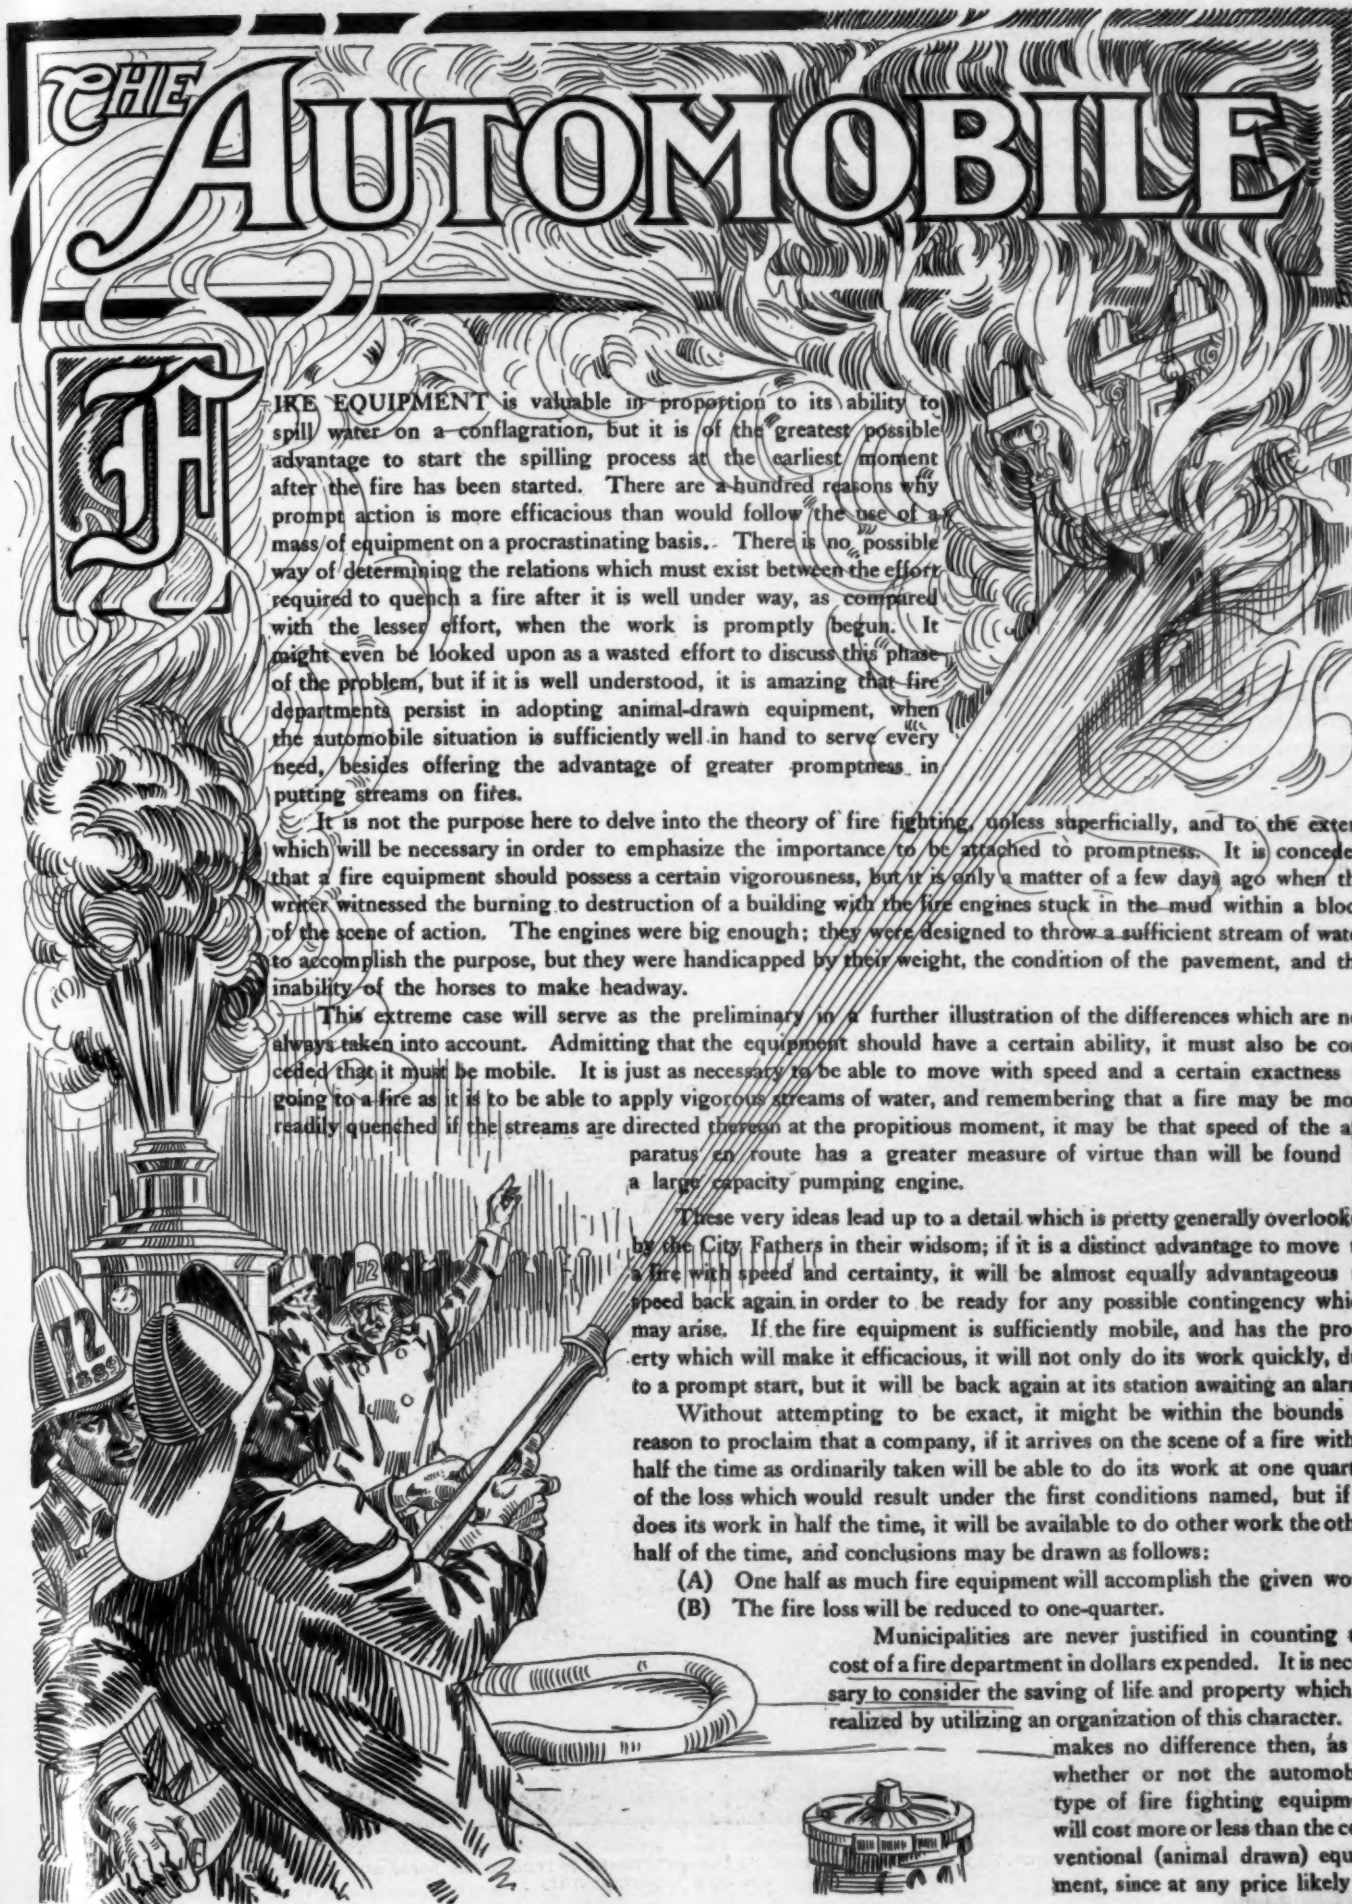 THE AUTOMOBILE
FIRE EQUIPMENT is valuable in proportion to its ability to
spill water on a conflagration, but it is of the greatest possible
advantage to start the spilling process at the earliest moment
after the fire has been started. There are a hundred reasons why
prompt action is more efficacious than would follow the use of a
mass of equipment on a procrastinating basis. There is no possible
way of determining the relations which must exist between the effort
required to quench a fire after it is well under way, as compared
with the lesser effort, when the work is promptly begun. It
might even be looked upon as a wasted effort to discuss this phase
of the problem, but if it is well understood, it is amazing that fire
departments persist in adopting animal-drawn equipment, when
the automobile situation is sufficiently well in hand to serve every
need, besides offering the advantage of greater promptness in
putting streams on fires.
It is not the purpose here to delve into the theory of fire fighting, unless superficially, and to the exten
which will be necessary in order to emphasize the importance to be attached to promptness. It is concede
that a fire equipment should possess a certain vigorousness, but it is only a matter of a few days ago when th
writer witnessed the burning to destruction of a building with the fire engines stuck in the mud within a bloc
of the scene of action. The engines were big enough; they were designed to throw a sufficient stream of wate
to accomplish the purpose, but they were handicapped by their weight, the condition of the pavement, and th
inability of the horses to make headway.
This extreme case will serve as the preliminary in a further illustration of the differences which are no
always taken into account. Admitting that the equipment should have a certain ability, it must also be con
ceded that it must be mobile. It is just as necessary to be able to move with speed and a certain exactness
going to a fire as it is to be able to apply vigorous streams of water, and remembering that a fire may be mo
readily quenched if the streams are directed thereon at the propitious moment, it may be that speed of the a
paratus en route has a greater measure of virtue than will be found
a large capacity pumping engine.
These very ideas lead up to a detail which is pretty generally overlook
by the City Fathers in their widsom; if it is a distinct advantage to move
a fire with speed and certainty, it will be almost equally advantageous
speed back again in order to be ready for any possible contingency whi
may arise. If the fire equipment is sufficiently mobile, and has the pro
erty which will make it efficacious, it will not only do its work quickly, d
to a prompt start, but it will be back again at its station awaiting an alar
Without attempting to be exact, it might be within the bounds
reason to proclaim that a company, if it arrives on the scene of a fire with
half the time as ordinarily taken will be able to do its work at one quart
of the loss which would result under the first conditions named, but if
does its work in half the time, it will be available to do other work the oth
half of the time, and conclusions may be drawn as follows:
(A) One half as much fire equipment will accomplish the given wo
(B) The fire loss will be reduced to one-quarter.
Municipalities are never justified in counting
cost of a fire department in dollars expended. It is nec
sary to consider the saving of life and property which
realized by utilizing an organization of this character.
makes no difference then, as
whether or not the automob
type of fire fighting equipm
will cost more or less than the co
ventional (animal drawn) equ
ment, since at any price likely
72
72
1889